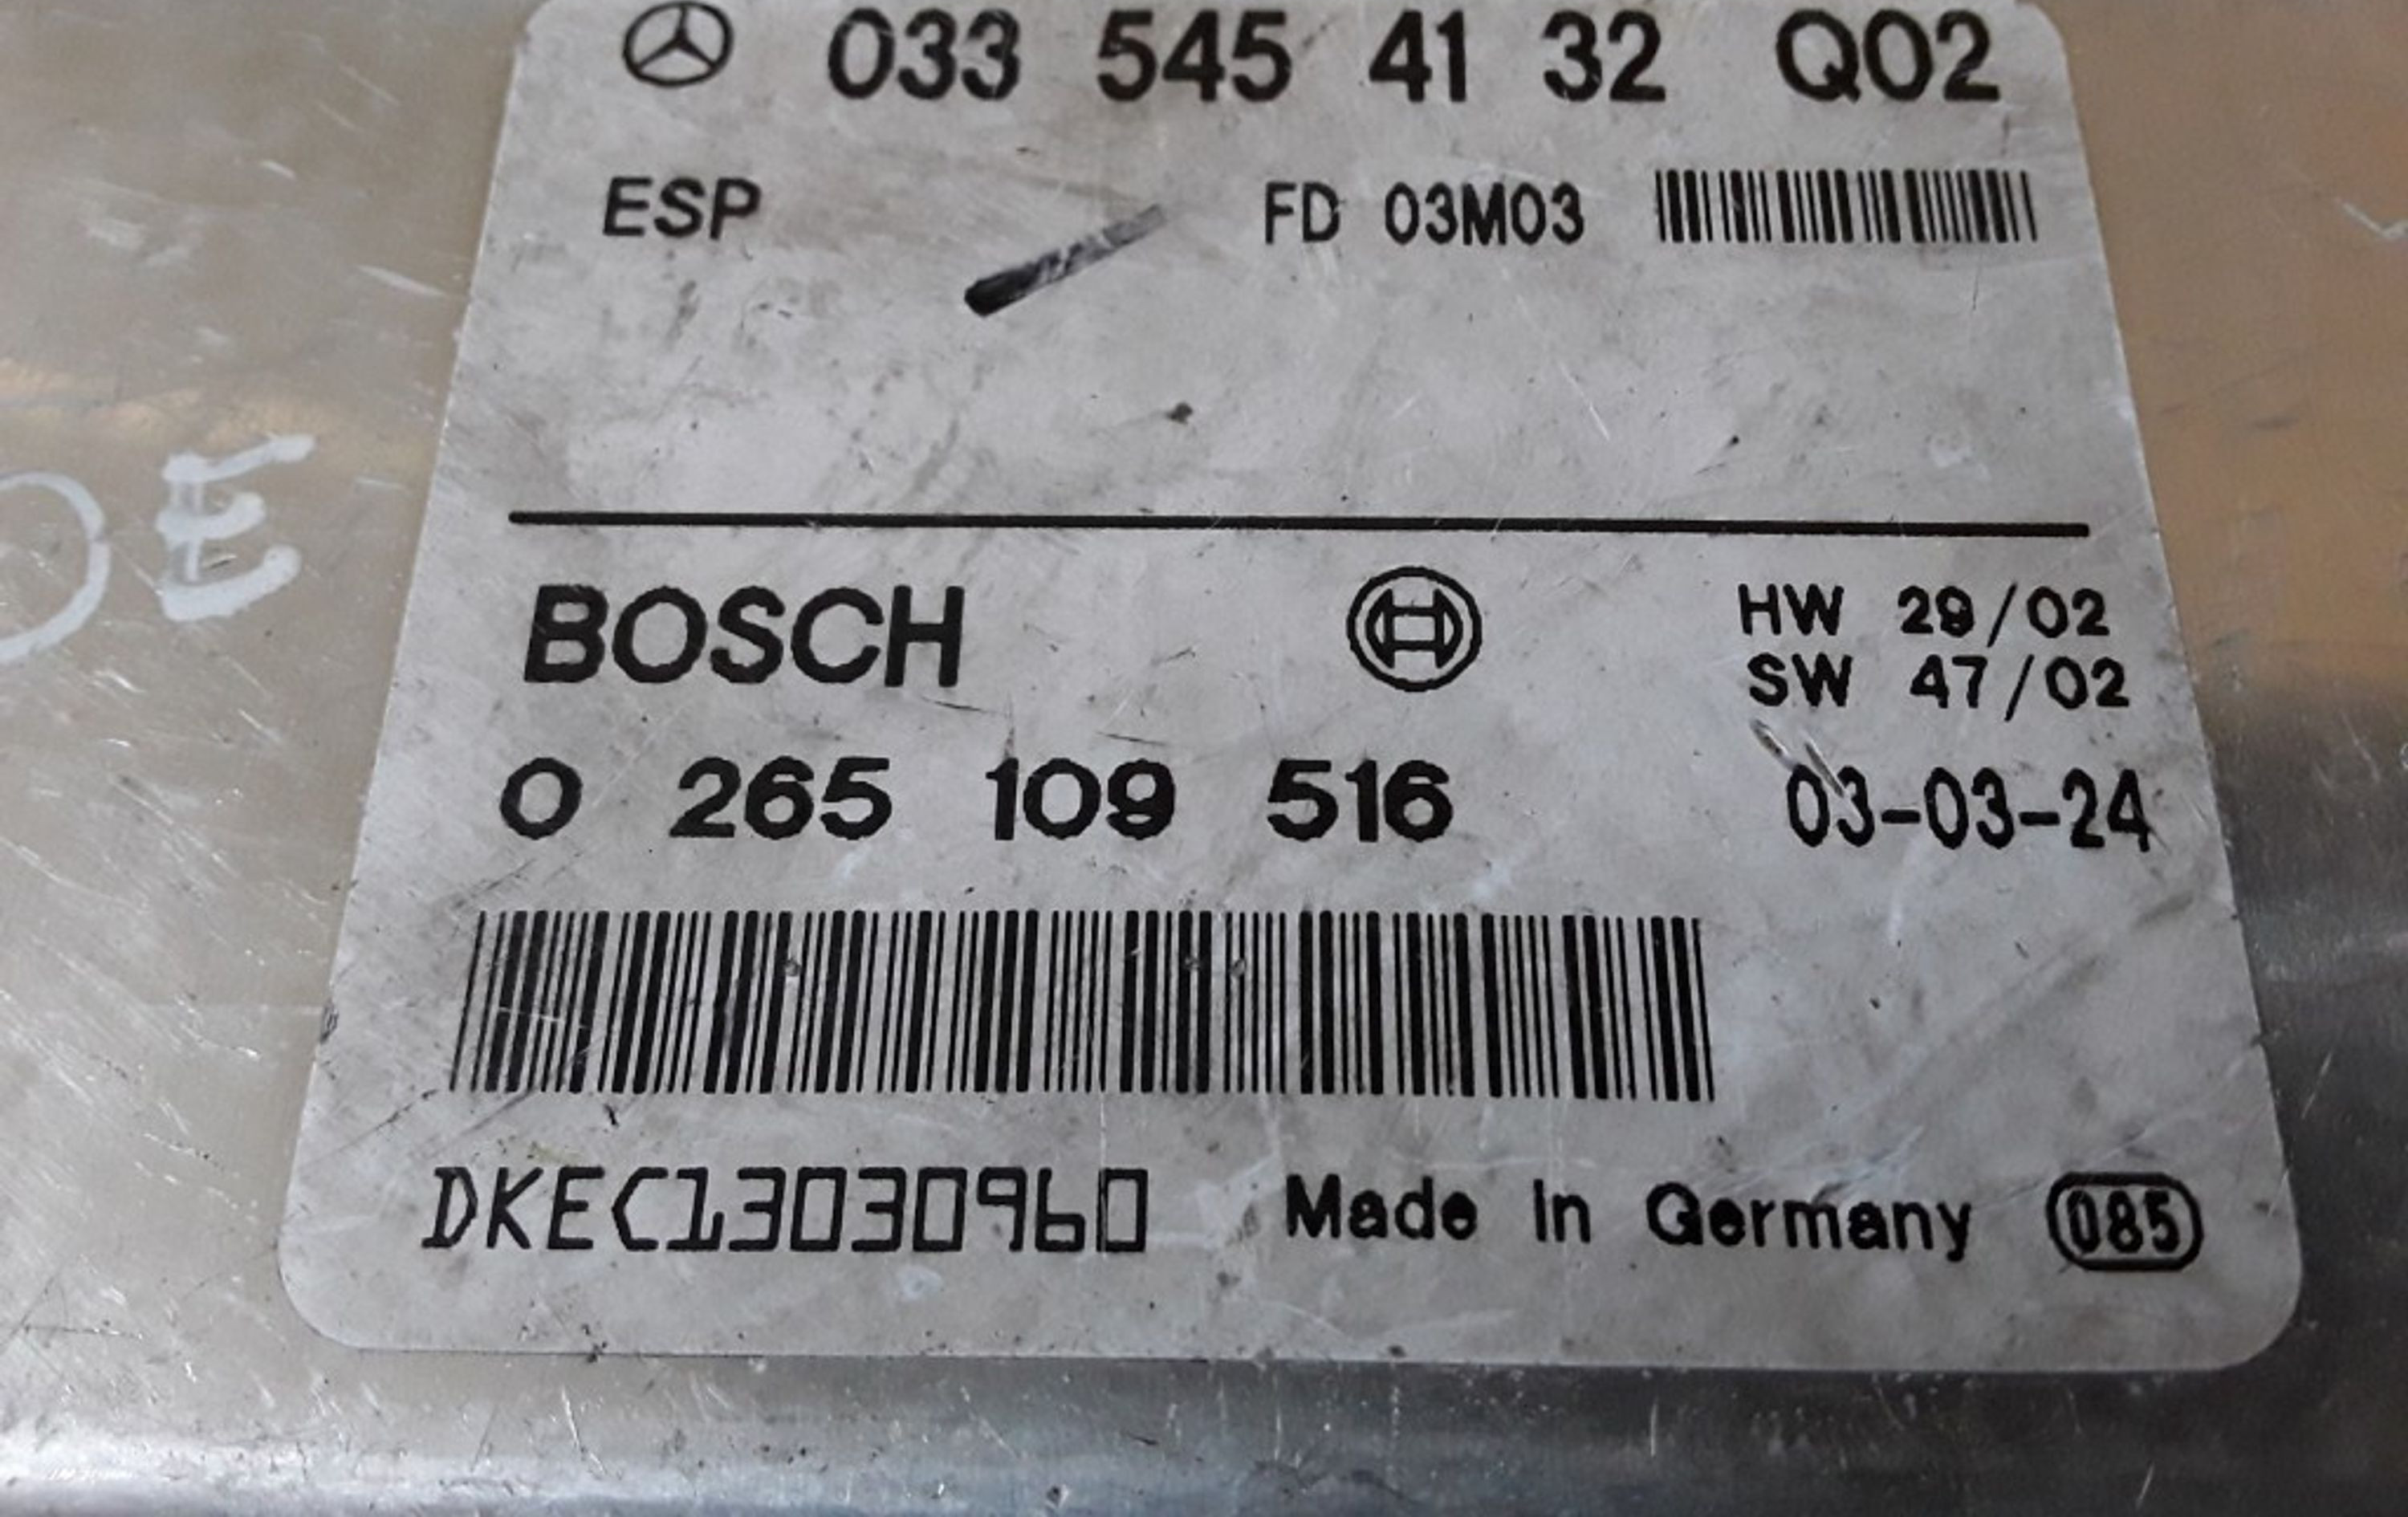 033 545 41 32 Q02
ESP FD 03M03
E
BOSCH HW 29/02
SW 47/02
0 265 109 516 03-03-24
DKEC13030960 Made in Germany 085